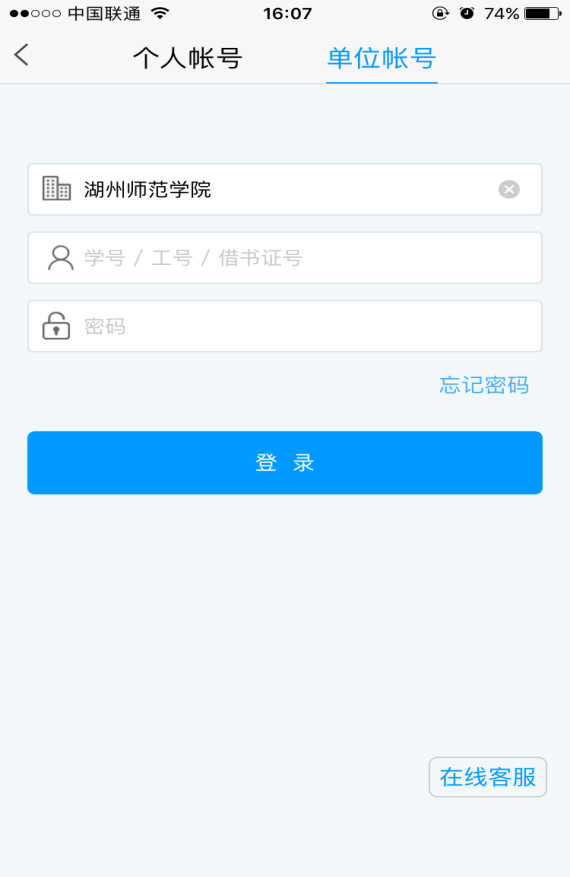 中国联通 16:07 74%
个人帐号 单位帐号
湖州师范学院
学号 / 工号 / 借书证号
密码
忘记密码
登 录
在线客服